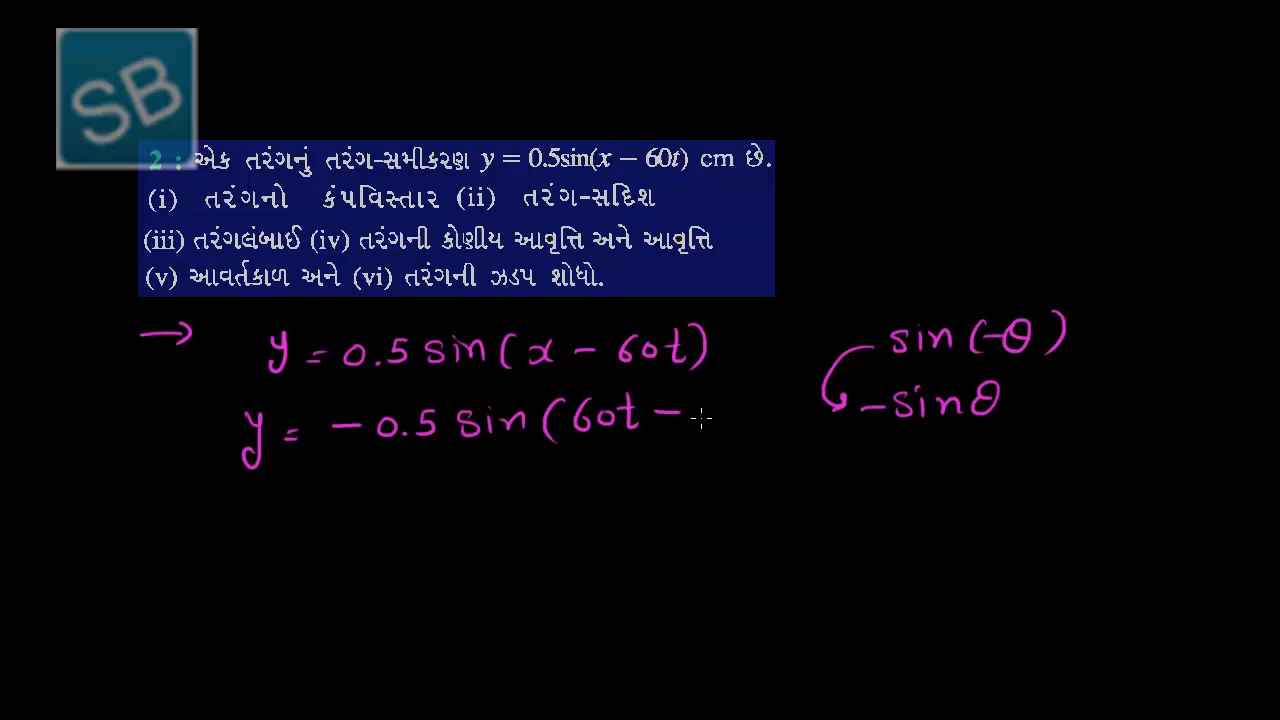 SB
2 : એક તરંગનું તરંગ-સમીકરણ y = 0.5sin(x – 60t) cm છે.
(i) તરંગનો કંપવિસ્તાર (ii) તરંગ-સદિશ
(iii) તરંગલંબાઈ (iv) તરંગની કોણીય આવૃત્તિ અને આવૃત્તિ
(v) આવર્તકાળ અને (vi) તરંગની ઝડપ શોધો.
→ y = 0.5 sin(x – 60t)
y = – 0.5 sin(60t –
sin(–θ)
– sinθ